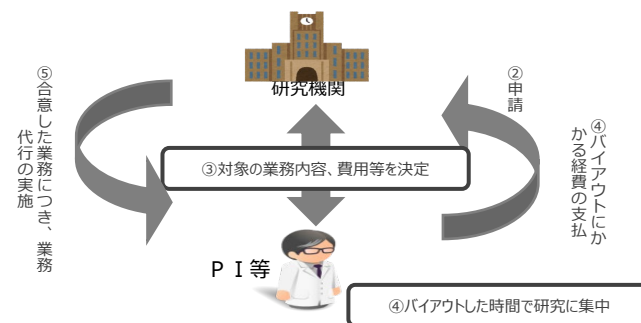 研究機関
②申請
④バイアウトにか
かる経費の支払
⑤合意した業務につき、業務
代行の実施
③対象の業務内容、費用等を決定
ＰＩ等
④バイアウトした時間で研究に集中